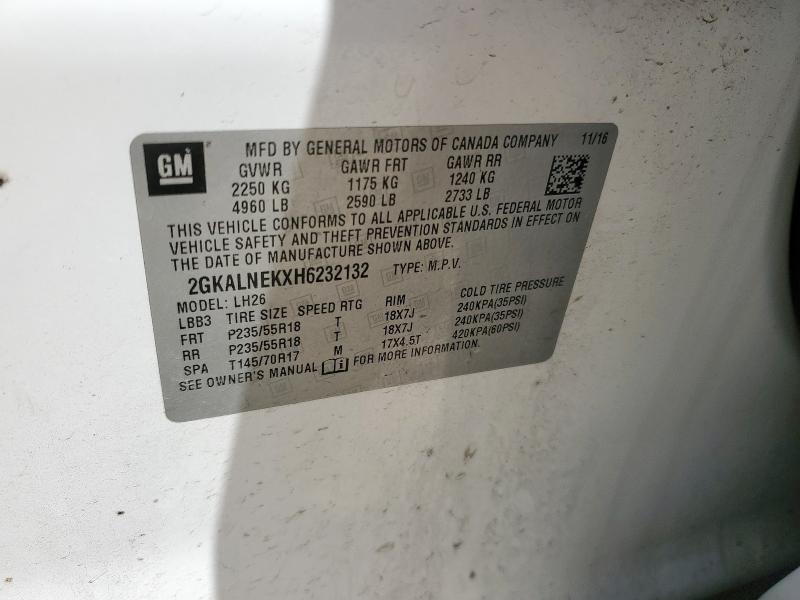 GM MFD BY GENERAL MOTORS OF CANADA COMPANY 11/16
GVWR GAWR FRT GAWR RR
2250 KG 1175 KG 1240 KG
4960 LB 2590 LB 2733 LB
THIS VEHICLE CONFORMS TO ALL APPLICABLE U.S. FEDERAL MOTOR
VEHICLE SAFETY AND THEFT PREVENTION STANDARDS IN EFFECT ON
THE DATE OF MANUFACTURE SHOWN ABOVE.
2GKALNEKXH6232132 TYPE: M.P.V.
MODEL: LH26
LBB3 TIRE SIZE SPEED RTG RIM COLD TIRE PRESSURE
FRT P235/55R18 T 18X7J 240KPA(35PSI)
RR P235/55R18 T 18X7J 240KPA(35PSI)
SPA T145/70R17 M 17X4.5T 420KPA(60PSI)
SEE OWNER'S MANUAL FOR MORE INFORMATION.